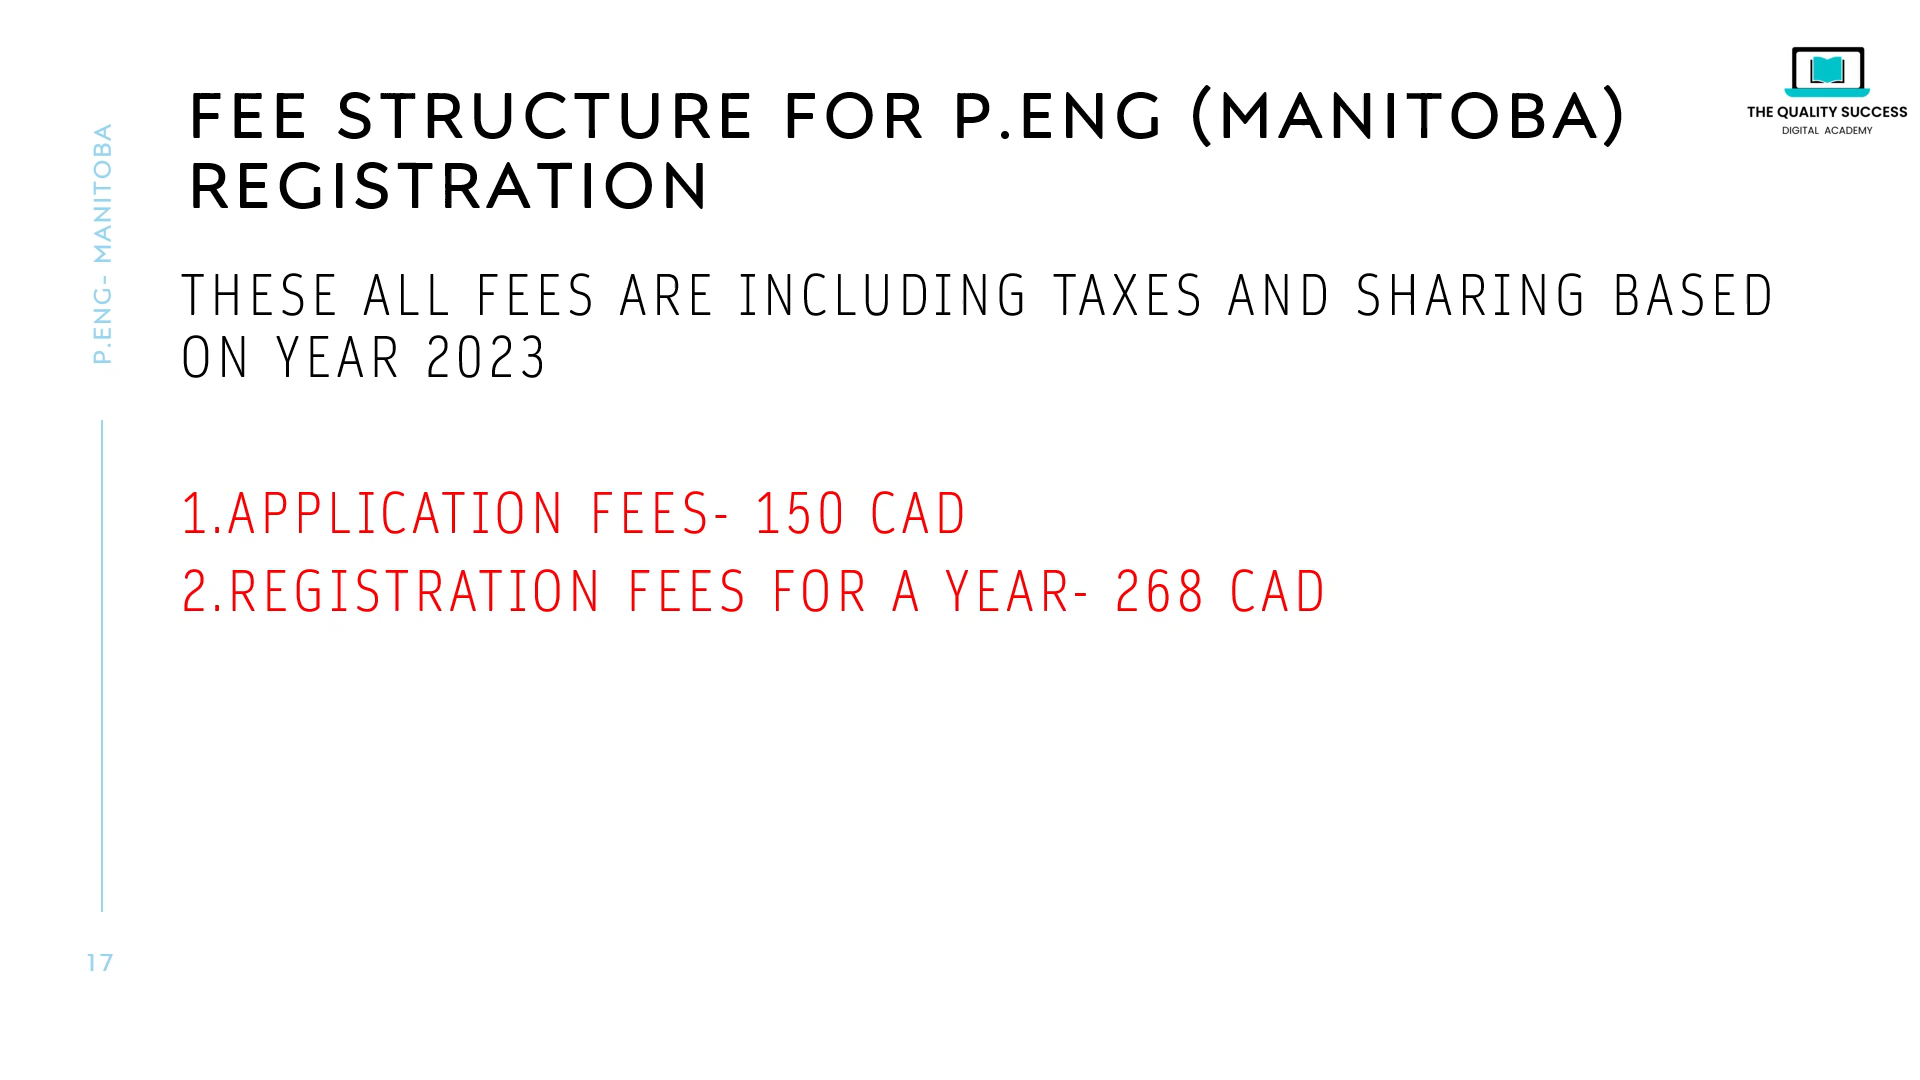 FEE STRUCTURE FOR P.ENG (MANITOBA)
REGISTRATION
THE QUALITY SUCCESS
DIGITAL ACADEMY
P.ENG- MANITOBA
THESE ALL FEES ARE INCLUDING TAXES AND SHARING BASED
ON YEAR 2023
1.APPLICATION FEES- 150 CAD
2.REGISTRATION FEES FOR A YEAR- 268 CAD
17